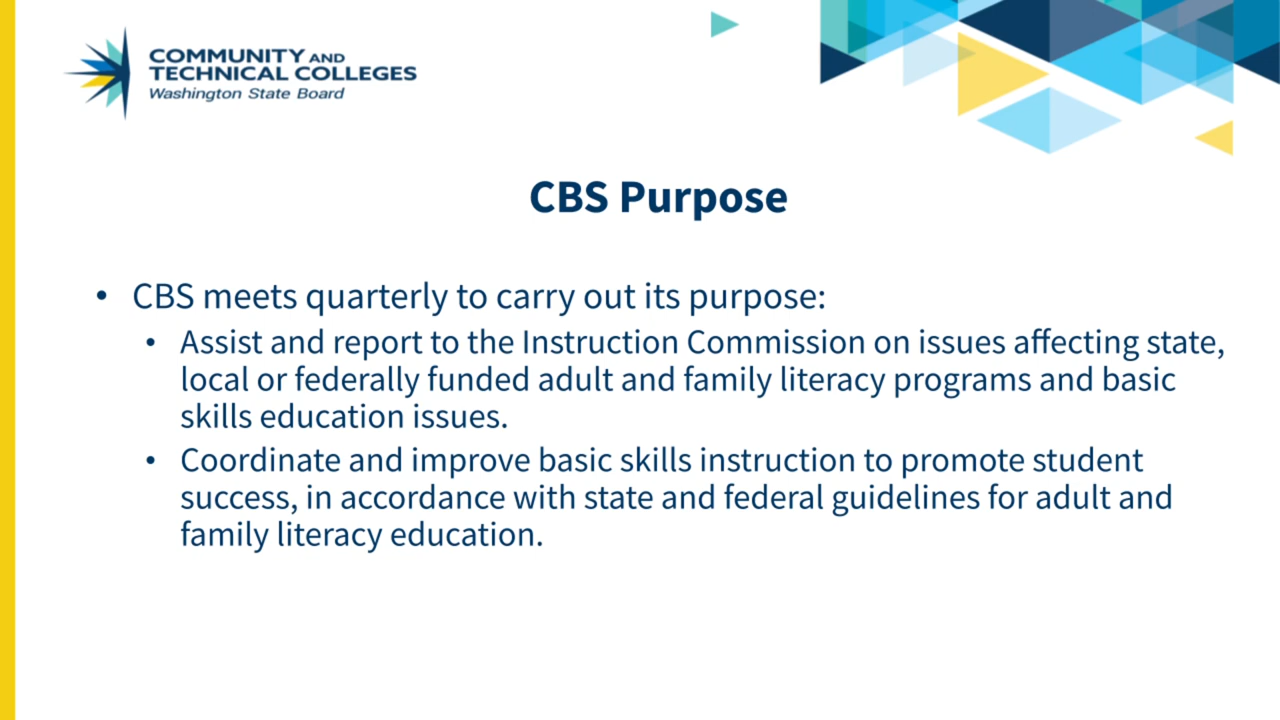 COMMUNITY AND
TECHNICAL COLLEGES
Washington State Board
CBS Purpose
• CBS meets quarterly to carry out its purpose:
• Assist and report to the Instruction Commission on issues affecting state,
local or federally funded adult and family literacy programs and basic
skills education issues.
• Coordinate and improve basic skills instruction to promote student
success, in accordance with state and federal guidelines for adult and
family literacy education.